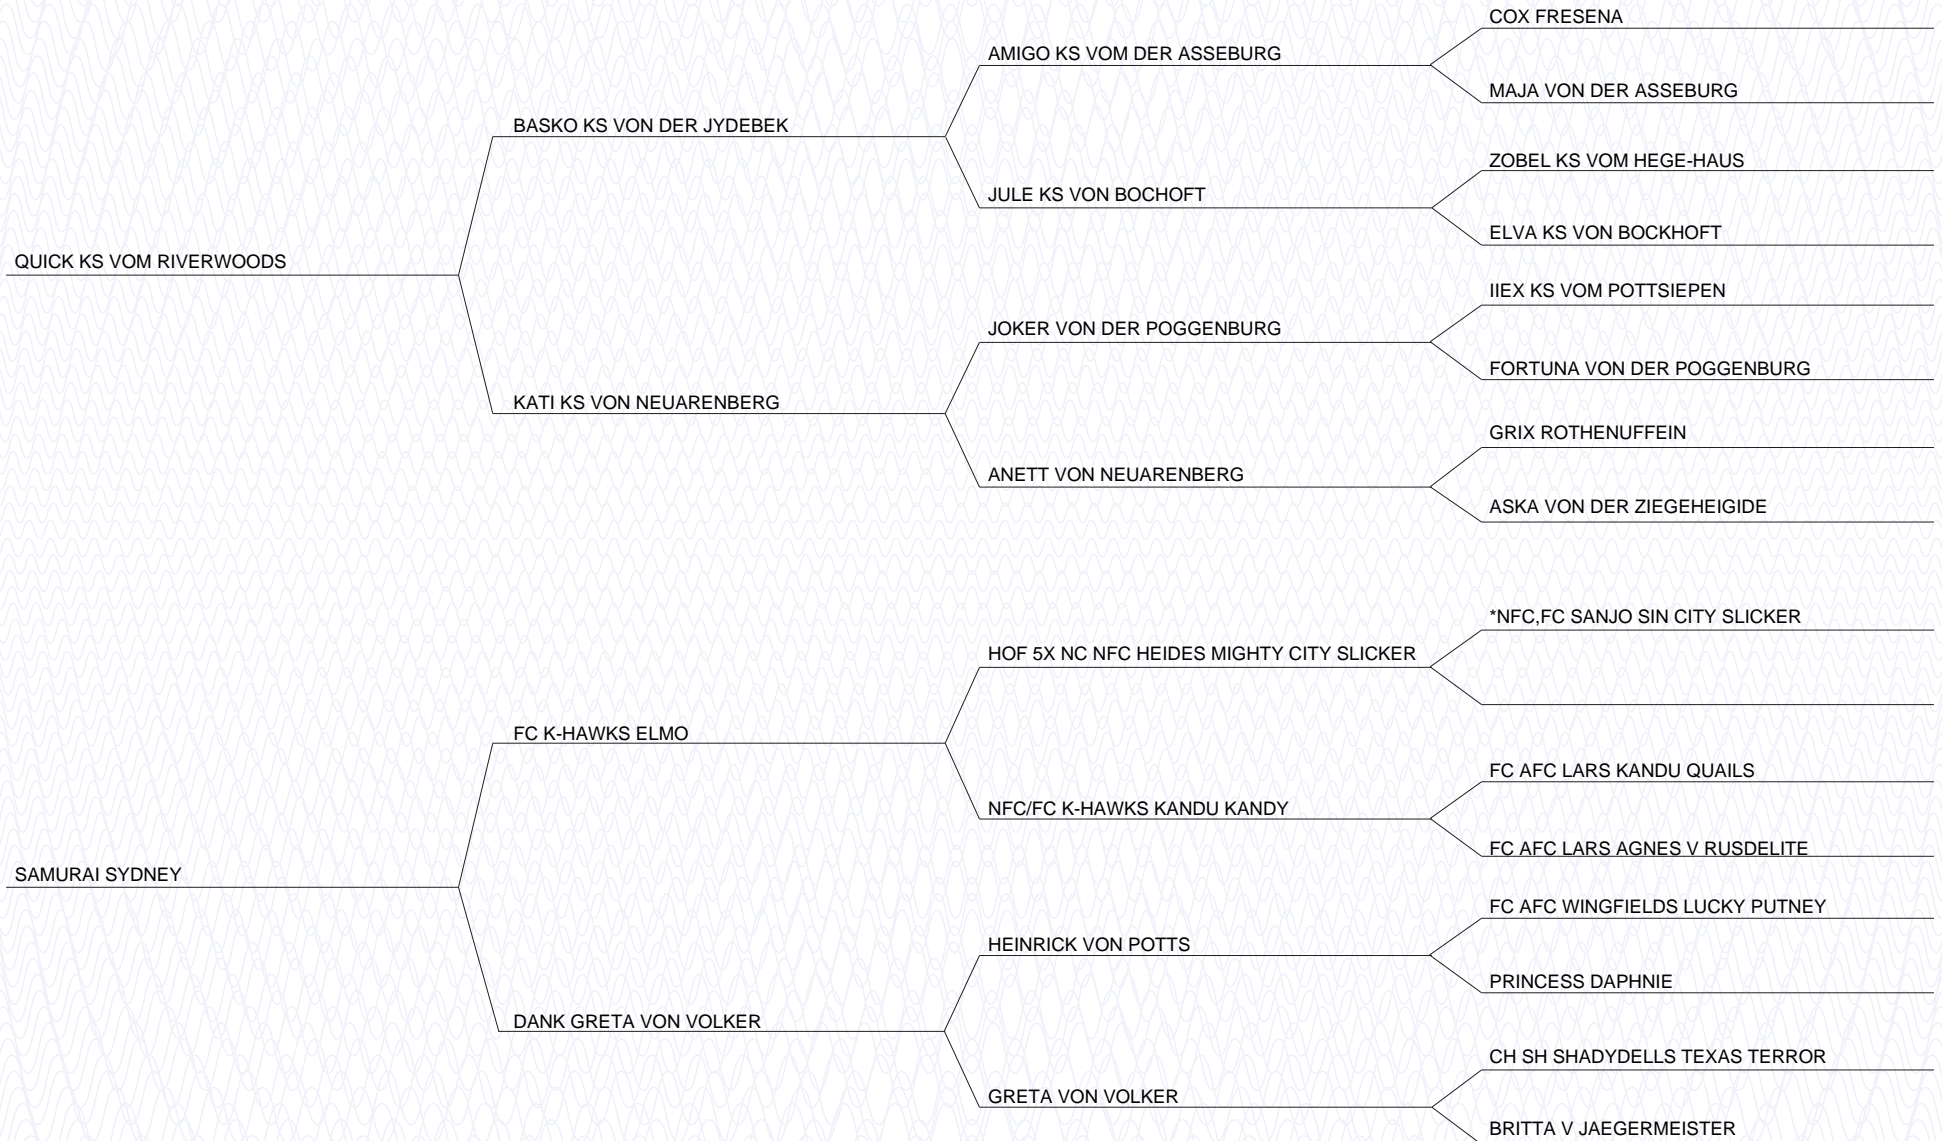 COX FRESENA
AMIGO KS VOM DER ASSEBURG
MAJA VON DER ASSEBURG
BASKO KS VON DER JYDEBEK
ZOBEL KS VOM HEGE-HAUS
JULE KS VON BOCHOFT
ELVA KS VON BOCKHOFT
QUICK KS VOM RIVERWOODS
IIEX KS VOM POTTSIEPEN
JOKER VON DER POGGENBURG
FORTUNA VON DER POGGENBURG
KATI KS VON NEUARENBERG
GRIX ROTHENUFFEIN
ANETT VON NEUARENBERG
ASKA VON DER ZIEGEHEIGIDE
*NFC,FC SANJO SIN CITY SLICKER
HOF 5X NC NFC HEIDES MIGHTY CITY SLICKER
FC K-HAWKS ELMO
FC AFC LARS KANDU QUAILS
NFC/FC K-HAWKS KANDU KANDY
FC AFC LARS AGNES V RUSDELITE
SAMURAI SYDNEY
FC AFC WINGFIELDS LUCKY PUTNEY
HEINRICK VON POTTS
PRINCESS DAPHNIE
DANK GRETA VON VOLKER
CH SH SHADYDELLS TEXAS TERROR
GRETA VON VOLKER
BRITTA V JAEGERMEISTER